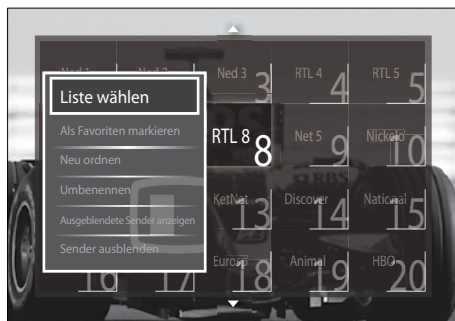 Ned 3
3
RTL 4
4
RTL 5
5
Liste wählen
Als Favoriten markieren
Neu ordnen
Umbenennen
Ausgeblendete Sender anzeigen
Sender ausblenden
RTL 8
8
Net 5
9
10
KetNet
13
Discover
14
National
15
16
17
18
Animal
19
HBO
20
RBS